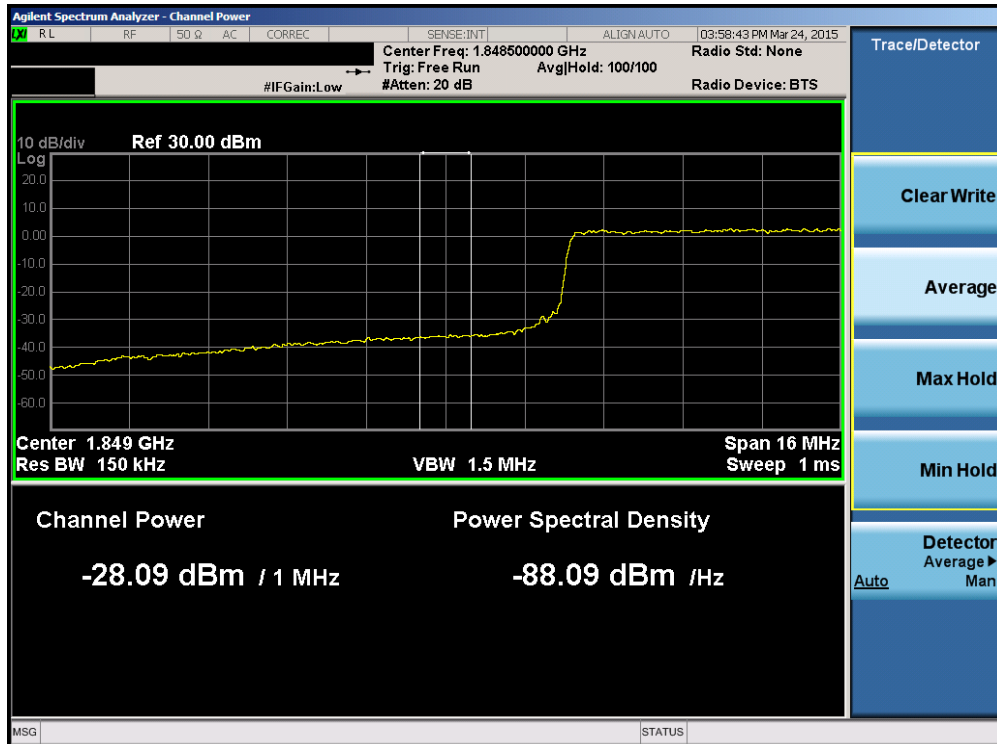 Agilent Spectrum Analyzer - Channel Power
LXI RL RF 50 Ω AC CORREC SENSE:INT ALIGN AUTO 03:58:43 PM Mar 24, 2015
Center Freq: 1.848500000 GHz Radio Std: None
Trig: Free Run Avg|Hold: 100/100
#IFGain:Low #Atten: 20 dB Radio Device: BTS
Trace/Detector
10 dB/div Ref 30.00 dBm
Log
20.0
10.0
0.00
-10.0
-20.0
-30.0
-40.0
-50.0
-60.0
Center 1.849 GHz Span 16 MHz
Res BW 150 kHz VBW 1.5 MHz Sweep 1 ms
Channel Power Power Spectral Density
-28.09 dBm / 1 MHz -88.09 dBm /Hz
Clear Write
Average
Max Hold
Min Hold
Detector
Average
Auto Man
MSG STATUS